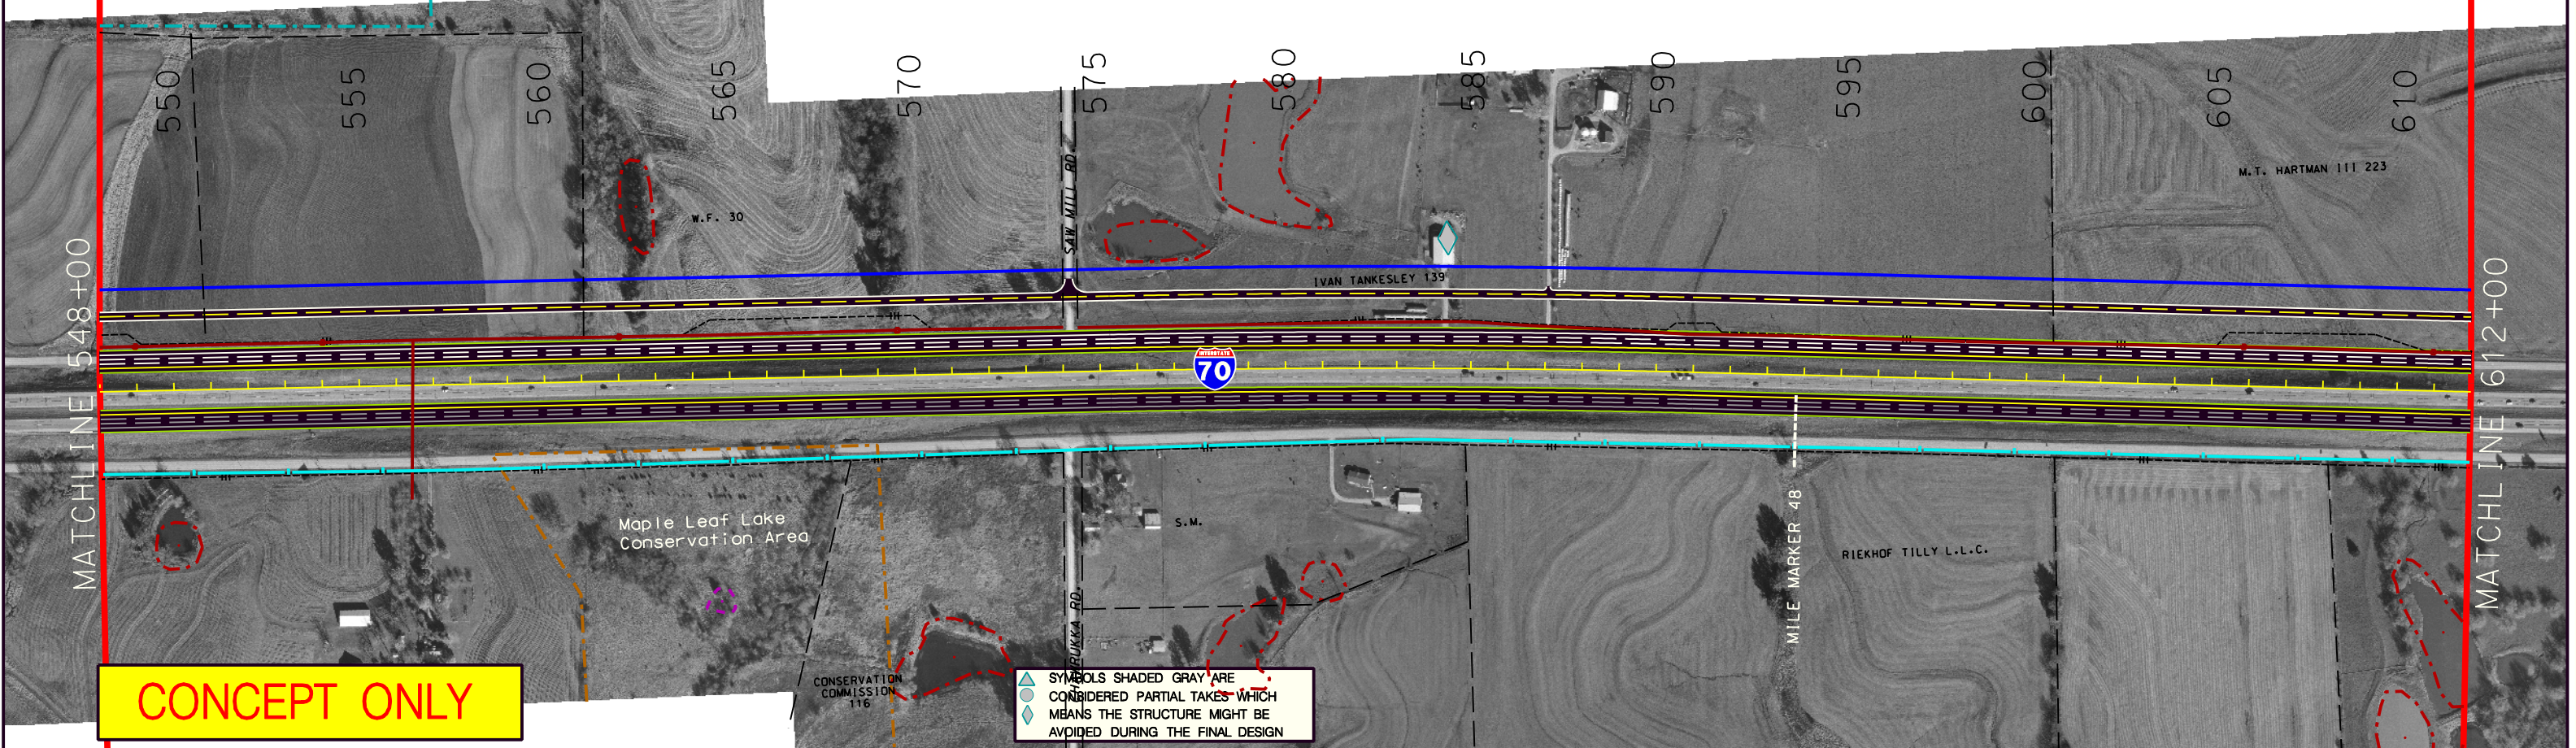 550
555
560
565
570
575
580
585
590
595
600
605
610
M.T. HARTMAN III 223
W.F. 30
SAW MILL RD.
IVAN TANKESLEY 139
MATCHLINE 548+00
MATCHLINE 612+00
INTERSTATE
70
Maple Leaf Lake
Conservation Area
S.M.
MILE MARKER 48
RIEKHOF TILLY L.L.C.
RD.
CONSERVATION
COMMISSION
116
CONCEPT ONLY
SYMBOLS SHADED GRAY ARE
CONSIDERED PARTIAL TAKES WHICH
MEANS THE STRUCTURE MIGHT BE
AVOIDED DURING THE FINAL DESIGN